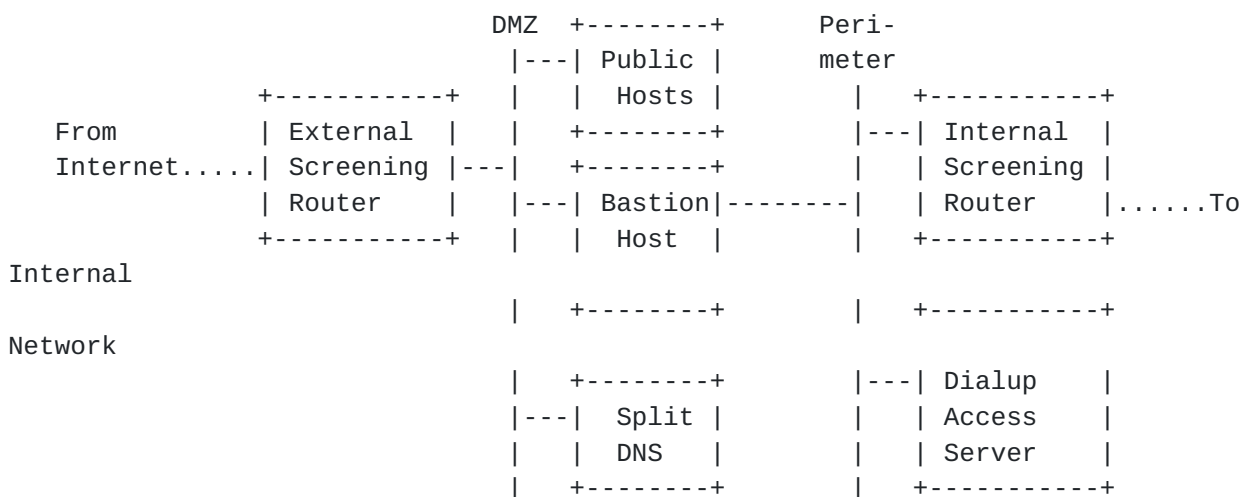 DMZ  +--------+      Peri-
                                |---| Public |      meter
                +-----------+   |   |  Hosts |        |   +-----------+
   From         | External  |   |   +--------+        |---| Internal  |
   Internet.....| Screening |---|   +--------+        |   | Screening |
                | Router    |   |---| Bastion|--------|   | Router    |......To
                +-----------+   |   |  Host  |        |   +-----------+
Internal
                                |   +--------+        |   +-----------+
Network
                                |   +--------+        |---| Dialup    |
                                |---|  Split |        |   | Access    |
                                |   |  DNS   |        |   | Server    |
                                |   +--------+        |   +-----------+